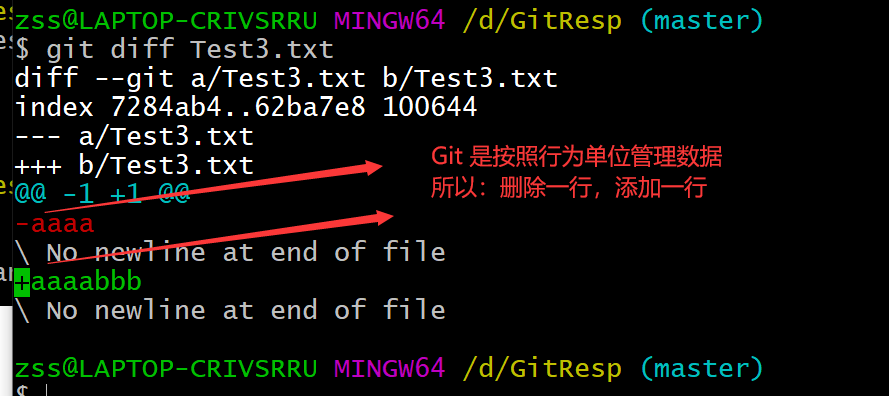 zss@LAPTOP-CRIVSRRU MINGW64 /d/GitResp (master)
$ git diff Test3.txt
diff --git a/Test3.txt b/Test3.txt
index 7284ab4..62ba7e8 100644
--- a/Test3.txt
+++ b/Test3.txt
@@ -1 +1 @@
-aaaa
\ No newline at end of file
+aaaabbb
\ No newline at end of file
Git 是按照行为单位管理数据
所以：删除一行，添加一行
zss@LAPTOP-CRIVSRRU MINGW64 /d/GitResp (master)
$